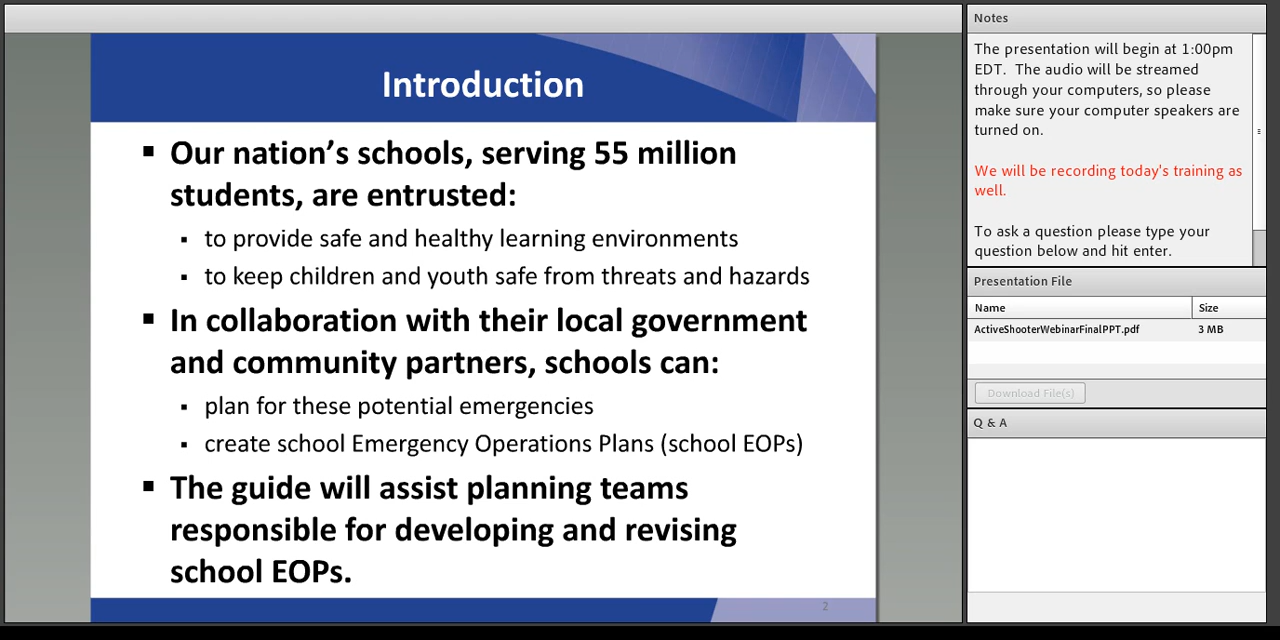 Introduction
▪ Our nation’s schools, serving 55 million
students, are entrusted:
▪ to provide safe and healthy learning environments
▪ to keep children and youth safe from threats and hazards
▪ In collaboration with their local government
and community partners, schools can:
▪ plan for these potential emergencies
▪ create school Emergency Operations Plans (school EOPs)
▪ The guide will assist planning teams
responsible for developing and revising
school EOPs.
2
Notes
The presentation will begin at 1:00pm
EDT.  The audio will be streamed
through your computers, so please
make sure your computer speakers are
turned on.
We will be recording today's training as
well.
To ask a question please type your
question below and hit enter.
Presentation File
Name Size
ActiveShooterWebinarFinalPPT.pdf 3 MB
Download File(s)
Q & A